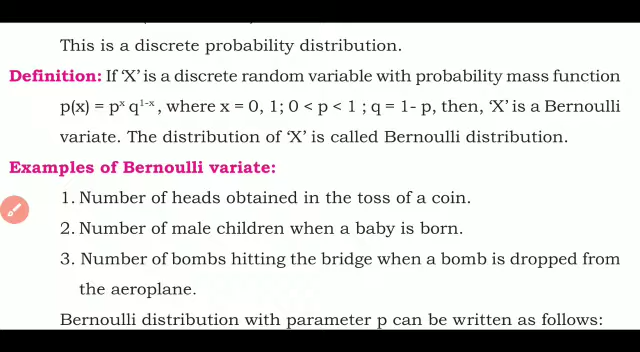 This is a discrete probability distribution.
Definition: If ‘X’ is a discrete random variable with probability mass function
p(x) = pˣ q¹⁻ˣ, where x = 0, 1; 0 < p < 1 ; q = 1- p, then, ‘X’ is a Bernoulli
variate. The distribution of ‘X’ is called Bernoulli distribution.
Examples of Bernoulli variate:
1. Number of heads obtained in the toss of a coin.
2. Number of male children when a baby is born.
3. Number of bombs hitting the bridge when a bomb is dropped from
the aeroplane.
Bernoulli distribution with parameter p can be written as follows: